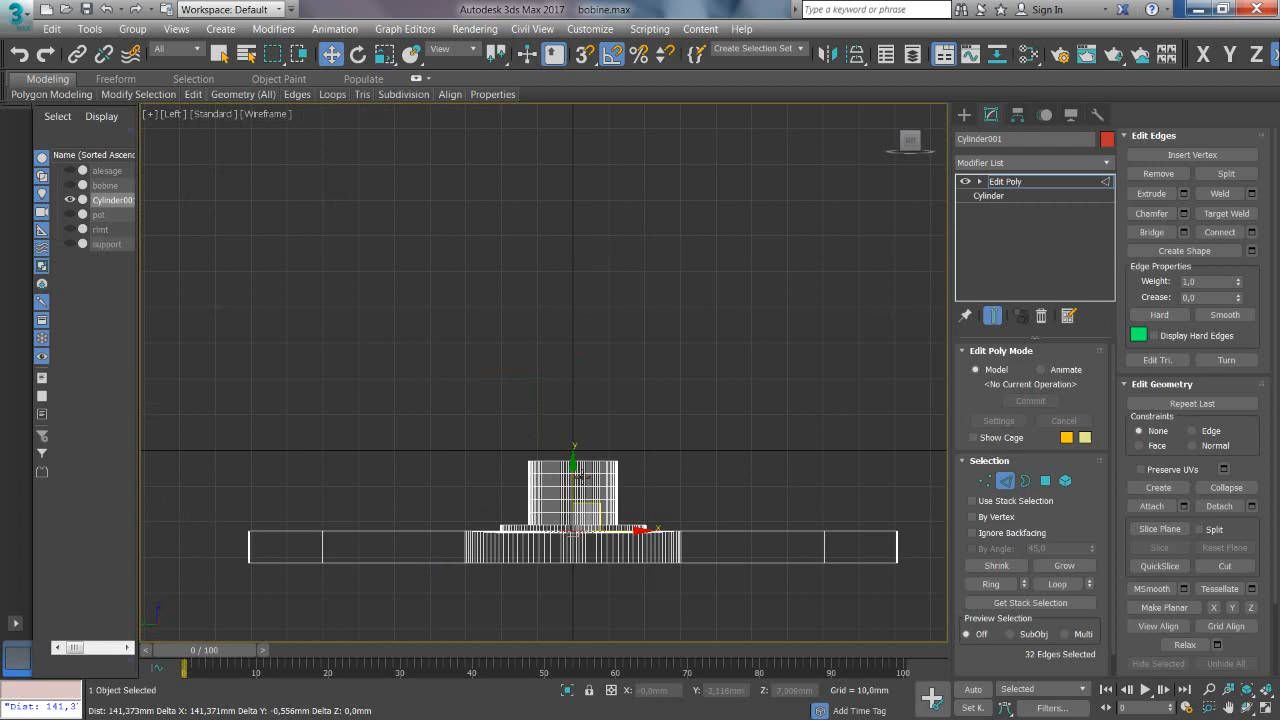 Workspace: Default
Autodesk 3ds Max 2017 bobine.max
Type a keyword or phrase
Sign In
Edit Tools Group Views Create Modifiers Animation Graph Editors Rendering Civil View Customize Scripting Content Help
All
View
Create Selection Set
X Y Z
Modeling Freeform Selection Object Paint Populate
Polygon Modeling Modify Selection Edit Geometry (All) Edges Loops Tris Subdivision Align Properties
Select Display
Name (Sorted Ascend
alesage
bobine
Cylinder00
pot
support
[+] [Left] [Standard] [Wireframe]
y
x
Cylinder001
Modifier List
Edit Poly
Cylinder
Edit Poly Mode
Model Animate
<No Current Operation>
Commit
Settings Cancel
Show Cage
Selection
Use Stack Selection
By Vertex
Ignore Backfacing
By Angle: 45,0
Shrink Grow
Ring Loop
Get Stack Selection
Preview Selection
Off SubObj Multi
32 Edges Selected
Edit Edges
Insert Vertex
Remove Split
Extrude Weld
Chamfer Target Weld
Bridge Connect
Create Shape
Edge Properties
Weight: 1,0
Crease: 0,0
Hard Smooth
Display Hard Edges
Edit Tri. Turn
Edit Geometry
Repeat Last
Constraints
None Edge
Face Normal
Preserve UVs
Create Collapse
Attach Detach
Slice Plane Split
Slice Reset Plane
QuickSlice Cut
MSmooth Tessellate
Make Planar X Y Z
View Align Grid Align
Relax
Hide Selected Unhide All
0 / 100
0 10 20 30 40 50 60 70 80 90 100
1 Object Selected
X: -0,0mm Y: -2,116mm Z: 7,909mm Grid = 10,0mm
"Dist: 141,3
Dist: 141,373mm Delta X: 141,371mm Delta Y: -0,556mm Delta Z: 0,0mm
Add Time Tag
Auto Selected
Set K. Filters...
0